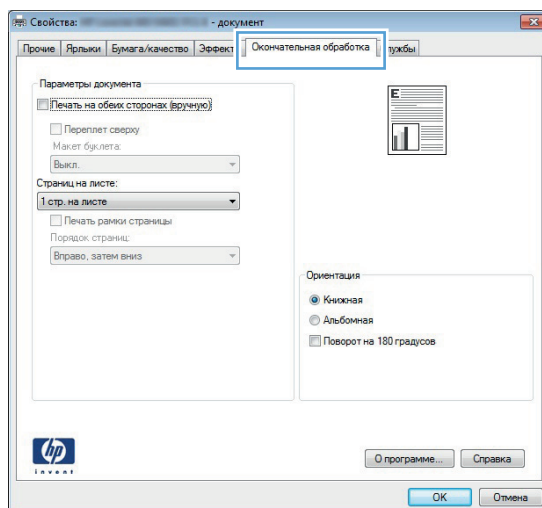 Свойства: - документ
Прочие Ярлыки Бумага/качество Эффект Окончательная обработка
Параметры документа
Печать на обеих сторонах (вручную)
Переплет сверху
Макет буклета:
Выкл.
Страниц на листе:
1 стр. на листе
Печать рамки страницы
Порядок страниц:
Вправо, затем вниз
E
Ориентация
Книжная
Альбомная
Поворот на 180 градусов
hp
invent
О программе... Справка
OK Отмена